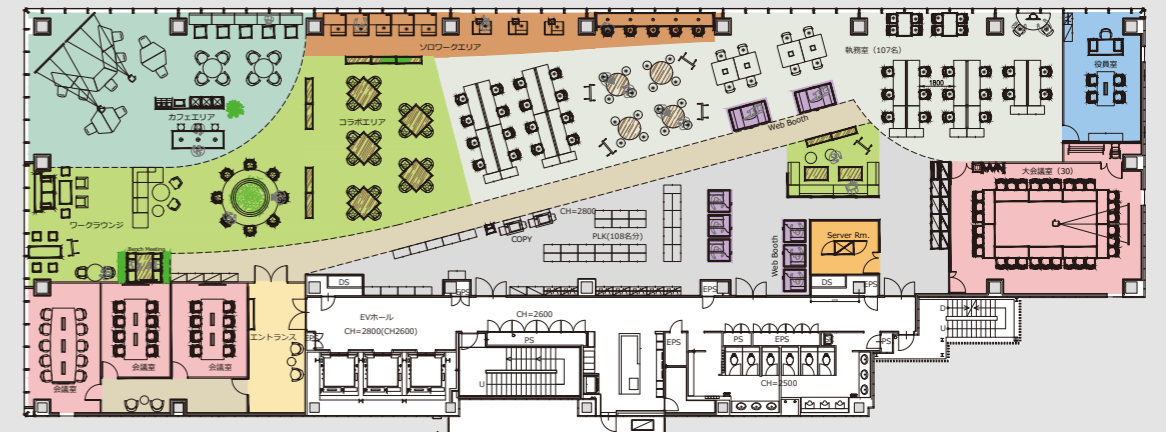 ソロワークエリア
執務室 (107名)
役員室
1800
カフェエリア
コラボエリア
Web Booth
大会議室 (30)
ワークラウンジ
CH=2800
COPY
PLK(108名分)
Web Booth
Server Rm.
Bench Meeting
DS
EPS
EPS
DS
EPS
D
U
エントランス
EVホール
CH=2800(CH2600)
CH=2600
EPS
PS
EPS
PS
EPS
PS
会議室
会議室
会議室
U
CH=2500